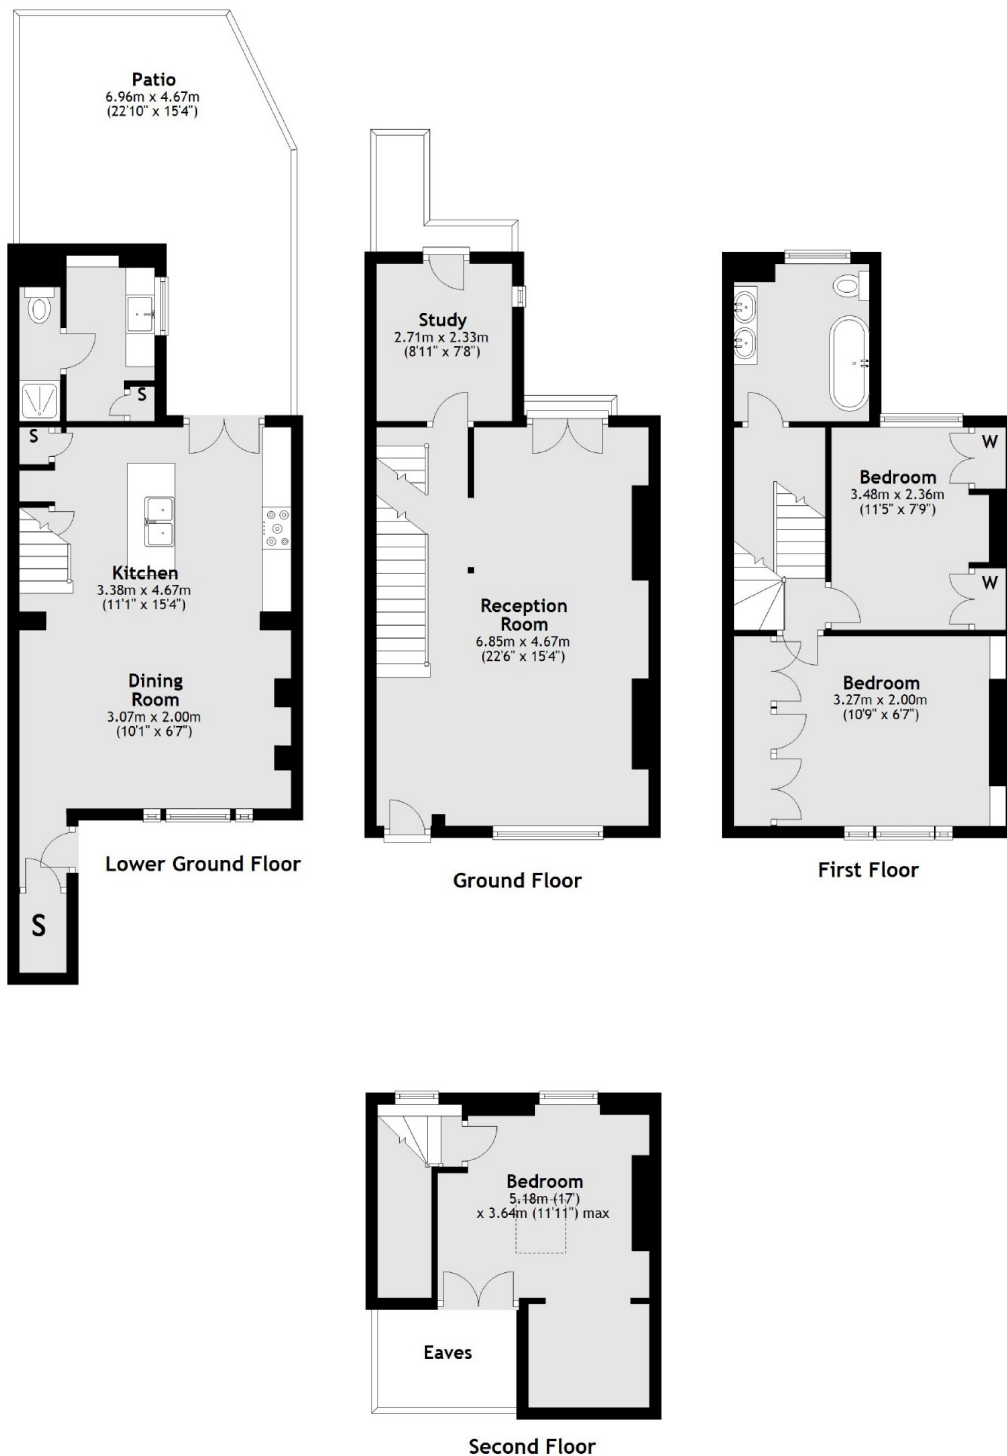 Patio
6.96m x 4.67m
(22'10" x 15'4")
S
S
Kitchen
3.38m x 4.67m
(11'1" x 15'4")
Dining
Room
3.07m x 2.00m
(10'1" x 6'7")
Lower Ground Floor
S
Study
2.71m x 2.33m
(8'11" x 7'8")
Reception
Room
6.85m x 4.67m
(22'6" x 15'4")
Ground Floor
W
Bedroom
3.48m x 2.36m
(11'5" x 7'9")
W
Bedroom
3.27m x 2.00m
(10'9" x 6'7")
First Floor
Bedroom
5.18m (17')
x 3.64m (11'11") max
Eaves
Second Floor